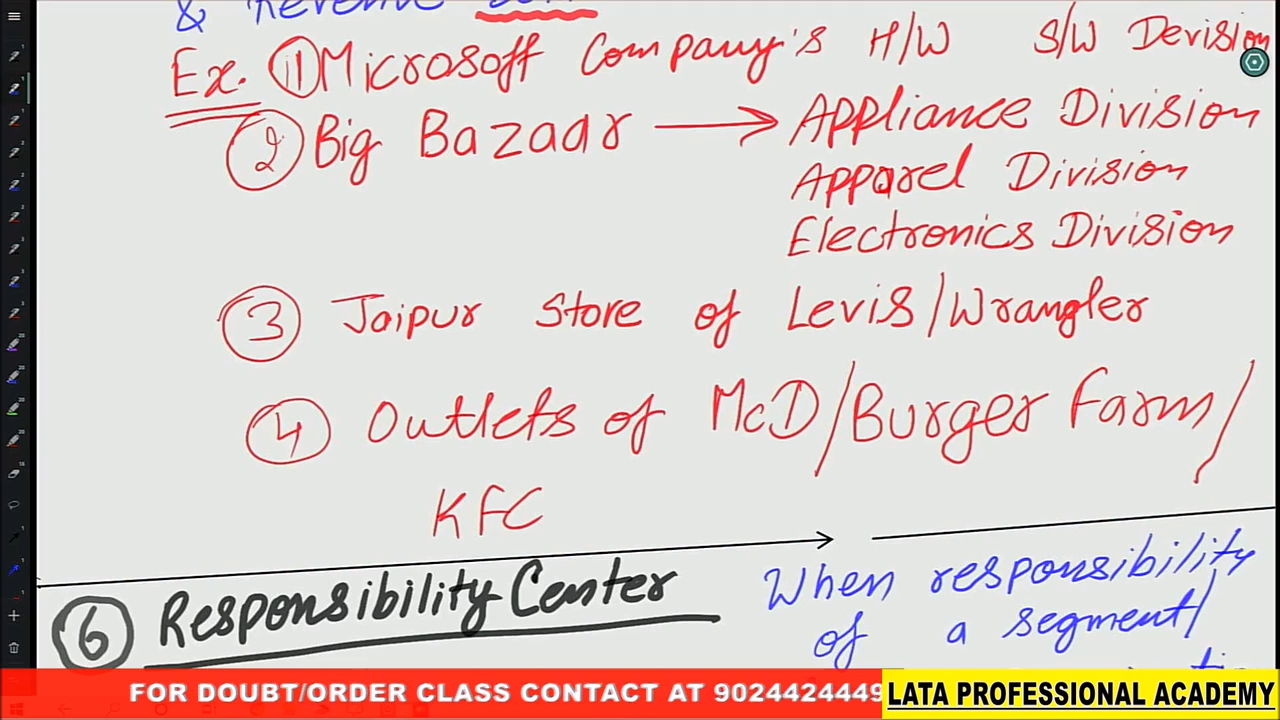 & Revenue
Ex. (1) Microsoff Company's H/W S/W Devision
(2) Big Bazaar → Appliance Division
Apparel Division
Electronics Division
(3) Jaipur Store of Levis/Wrangler
(4) Outlets of McD/Burger Farm/
KFC
(6) Responsibility Center When responsibility
of a segment/
FOR DOUBT/ORDER CLASS CONTACT AT 9024424449
LATA PROFESSIONAL ACADEMY